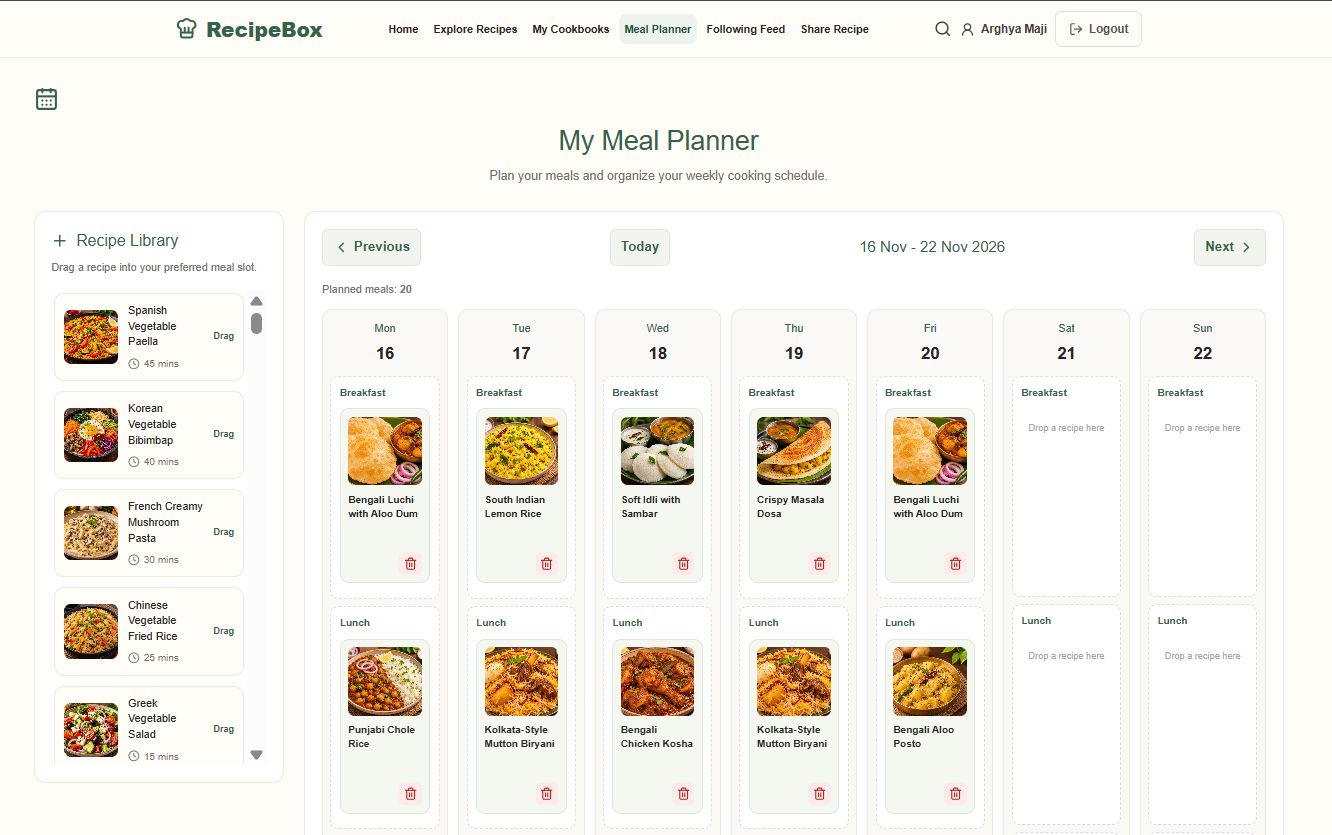 RecipeBox
Home
Explore Recipes
My Cookbooks
Meal Planner
Following Feed
Share Recipe
Arghya Maji
Logout
My Meal Planner
Plan your meals and organize your weekly cooking schedule.
Recipe Library
Drag a recipe into your preferred meal slot.
Spanish
Vegetable
Paella
45 mins
Drag
Korean
Vegetable
Bibimbap
40 mins
Drag
French Creamy
Mushroom
Pasta
30 mins
Drag
Chinese
Vegetable
Fried Rice
25 mins
Drag
Greek
Vegetable
Salad
15 mins
Drag
Previous
Today
16 Nov - 22 Nov 2026
Next
Planned meals: 20
Mon
16
Breakfast
Bengali Luchi
with Aloo Dum
Lunch
Punjabi Chole
Rice
Tue
17
Breakfast
South Indian
Lemon Rice
Lunch
Kolkata-Style
Mutton Biryani
Wed
18
Breakfast
Soft Idli with
Sambar
Lunch
Bengali
Chicken Kosha
Thu
19
Breakfast
Crispy Masala
Dosa
Lunch
Kolkata-Style
Mutton Biryani
Fri
20
Breakfast
Bengali Luchi
with Aloo Dum
Lunch
Bengali Aloo
Posto
Sat
21
Breakfast
Drop a recipe here
Lunch
Drop a recipe here
Sun
22
Breakfast
Drop a recipe here
Lunch
Drop a recipe here